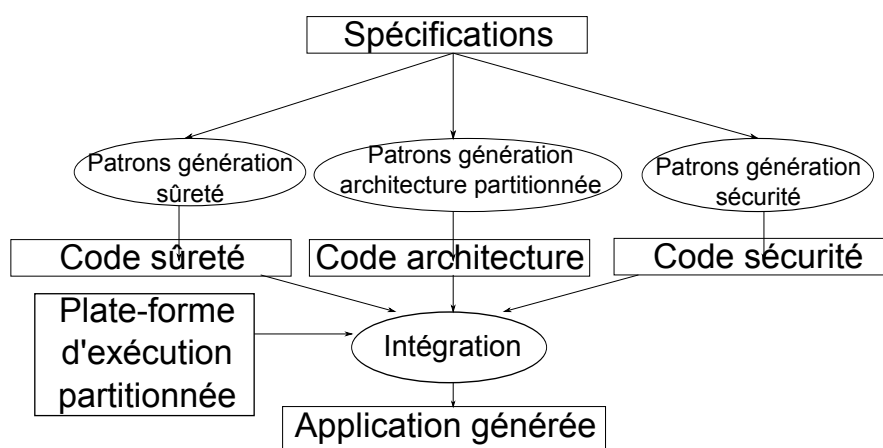 Spécifications
Patrons génération
sûreté
Patrons génération
architecture partitionnée
Patrons génération
sécurité
Code sûreté
Code architecture
Code sécurité
Plate-forme
d'exécution
partitionnée
Intégration
Application générée